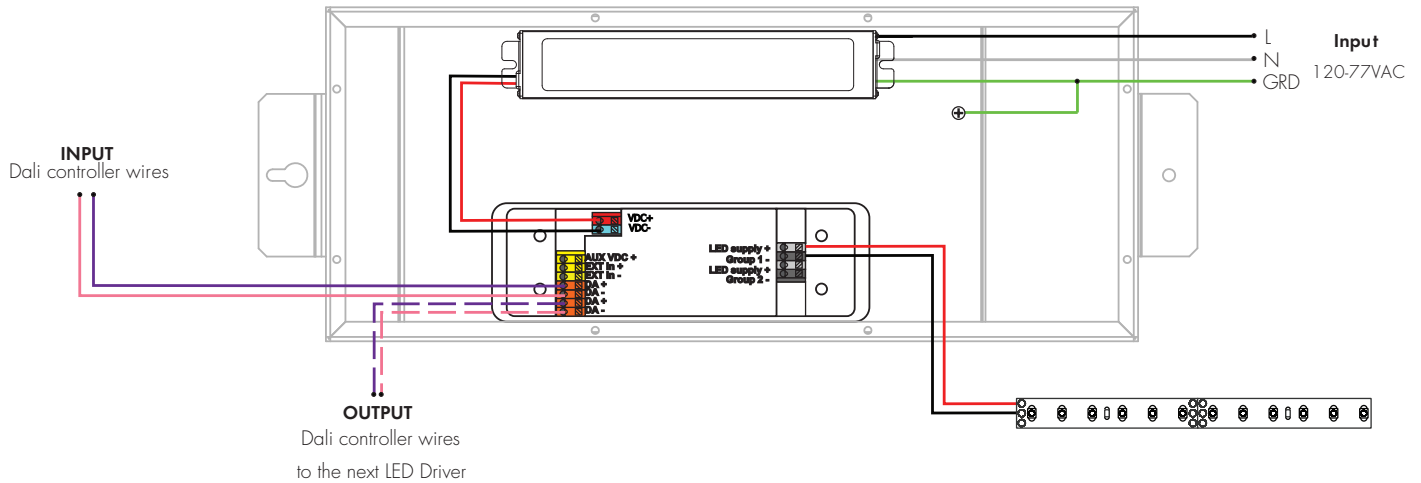 L
N
GRD
Input
120-77VAC
INPUT
Dali controller wires
VDC+
VDC-
AUX VDC +
EXT in +
EXT in -
DA +
DA -
DA +
DA -
LED supply +
Group 1 -
LED supply +
Group 2 -
OUTPUT
Dali controller wires
to the next LED Driver